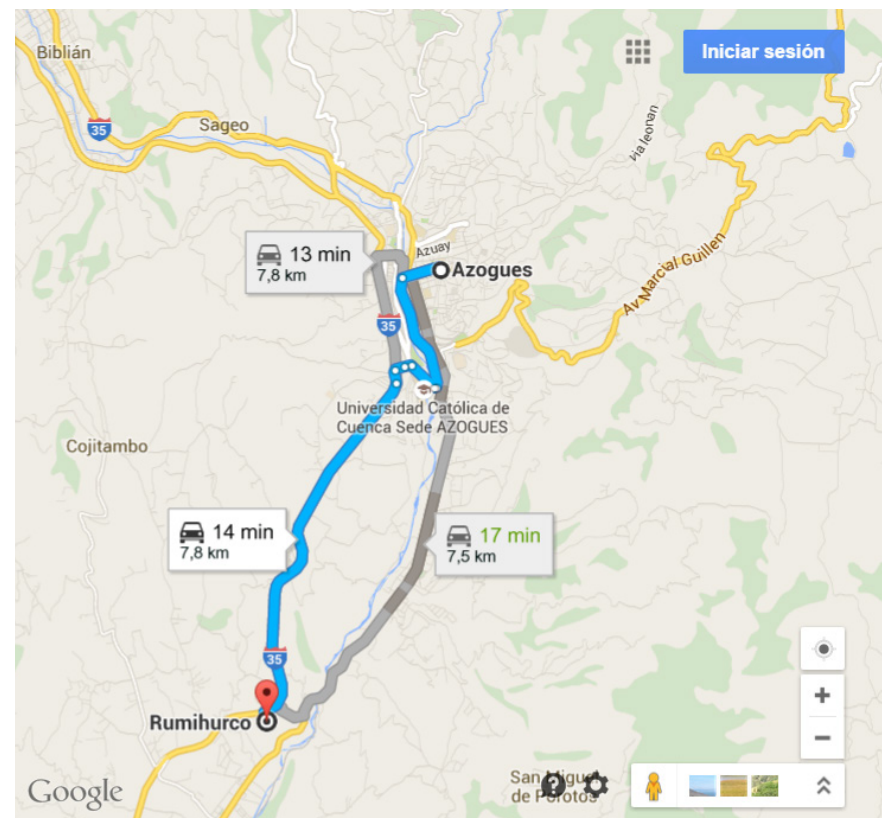 Biblián
Iniciar sesión
35
Sageo
Via leonan
13 min
7,8 km
Azuay
Azogues
Av Marcial Guillen
35
Universidad Católica de
Cuenca Sede AZOGUES
Cojitambo
14 min
7,8 km
17 min
7,5 km
35
Rumihurco
Google
San Migu
de P rotos
?